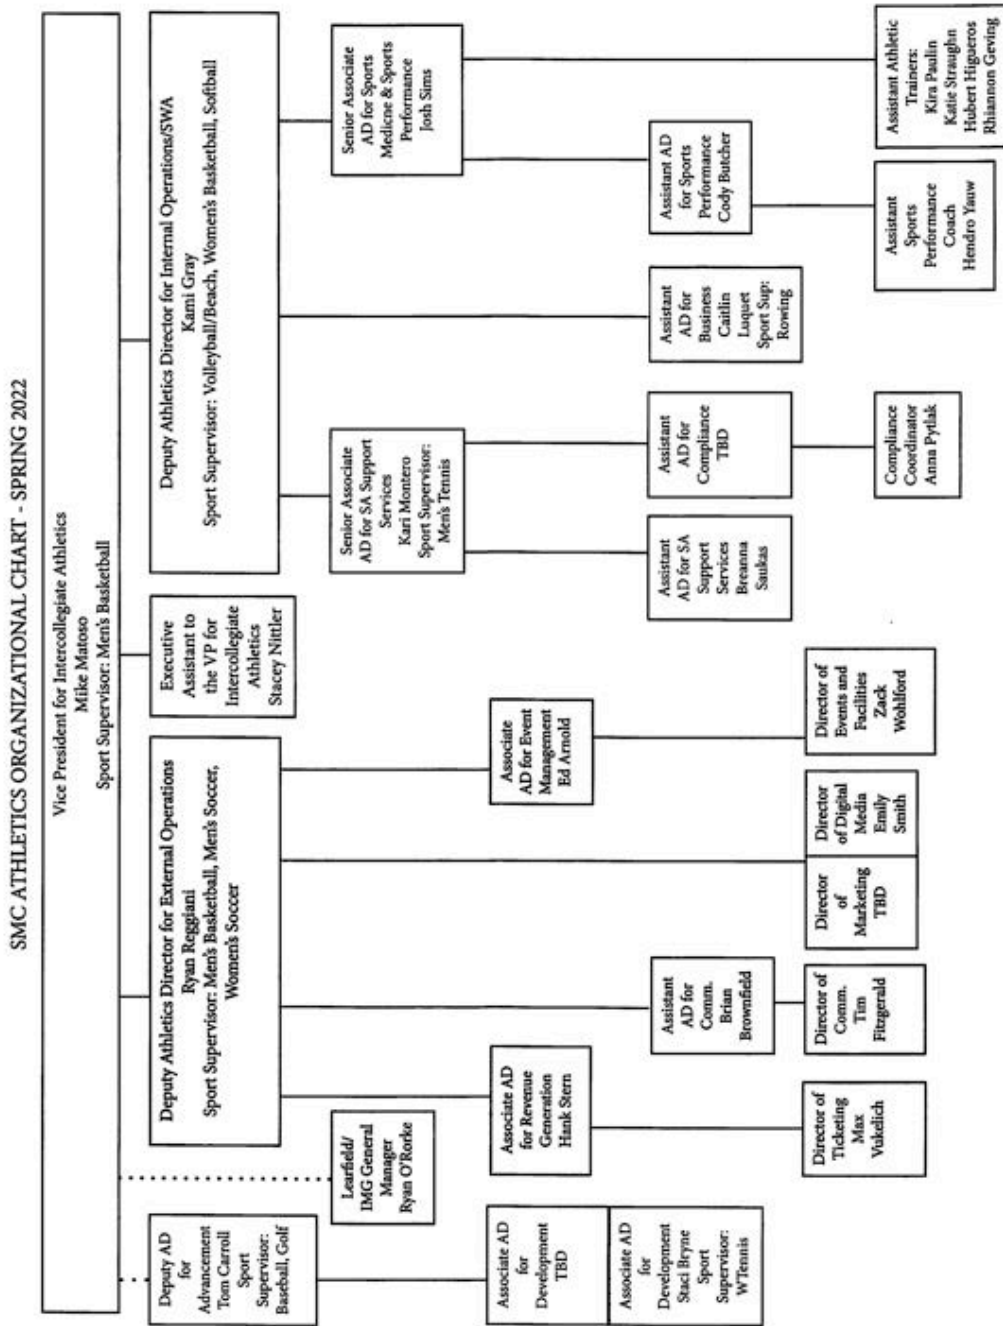 SMC ATHLETICS ORGANIZATIONAL CHART - SPRING 2022
Vice President for Intercollegiate Athletics
Mike Matoso
Sport Supervisor: Men's Basketball
Deputy AD
for
Advancement
Tom Carroll
Sport
Supervisor:
Baseball, Golf
Deputy Athletics Director for External Operations
Ryan Reggiani
Sport Supervisor: Men's Basketball, Men's Soccer,
Women's Soccer
Executive
Assistant to
the VP for
Intercollegiate
Athletics
Stacey Nittler
Deputy Athletics Director for Internal Operations/SWA
Kami Gray
Sport Supervisor: Volleyball/Beach, Women's Basketball, Softball
Learfield/
IMG General
Manager
Ryan O'Rorke
Senior Associate
AD for SA Support
Services
Kari Montero
Sport Supervisor:
Men's Tennis
Senior Associate
AD for Sports
Medicne & Sports
Performance
Josh Sims
Associate AD
for
Development
TBD
Associate AD
for Revenue
Generation
Hank Stern
Associate
AD for Event
Management
Ed Arnold
Associate AD
for
Development
Staci Bryne
Sport
Supervisor:
WTennis
Assistant
AD for
Comm.
Brian
Brownfield
Assistant
AD for SA
Support
Services
Breanna
Saukas
Assistant
AD for
Compliance
TBD
Assistant
AD for
Business
Caitlin
Luquet
Sport Sup:
Rowing
Assistant AD
for Sports
Performance
Cody Butcher
Director of
Ticketing
Max
Vukelich
Director of
Comm.
Tim
Fitzgerald
Director
of
Marketing
TBD
Director
of Digital
Media
Emily
Smith
Director of
Events and
Facilities
Zack
Wohlford
Compliance
Coordinator
Anna Pytlak
Assistant
Sports
Performance
Coach
Hendro Yauw
Assistant Athletic
Trainers:
Kira Paulin
Katie Straughn
Hubert Higueros
Rhiannon Geving